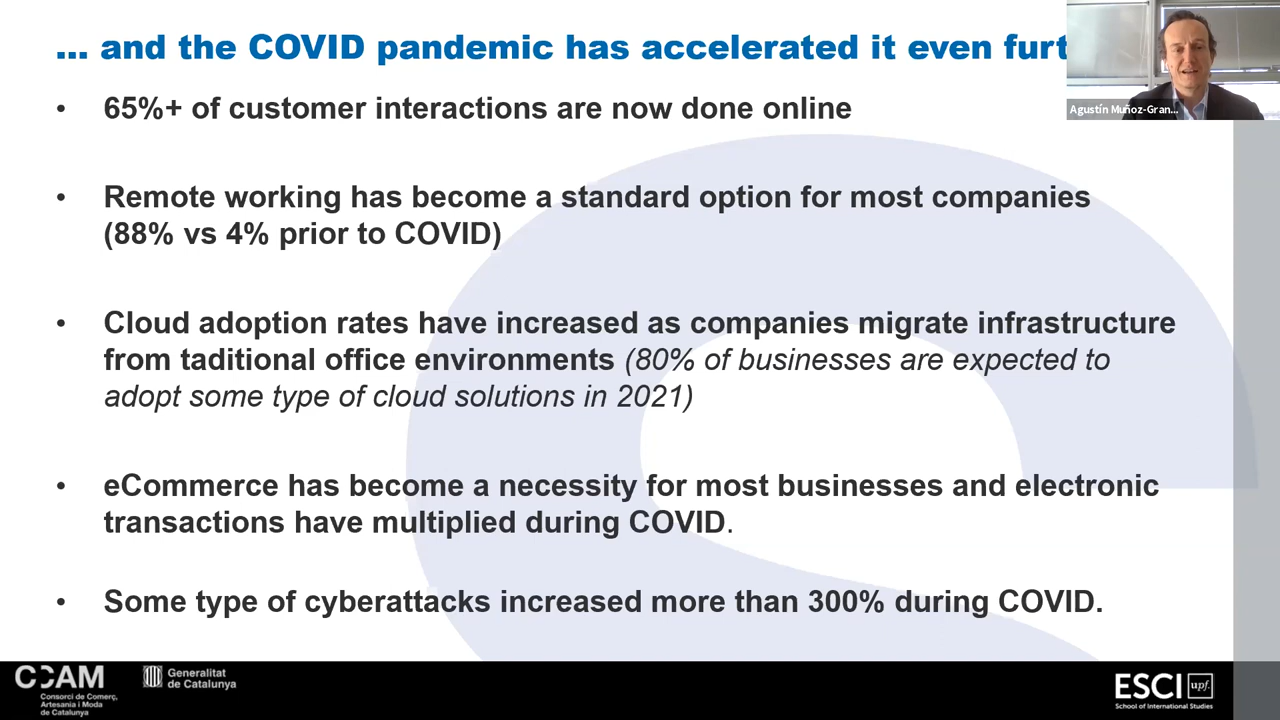 ... and the COVID pandemic has accelerated it even furt
Agustín Muñoz-Gran...
• 65%+ of customer interactions are now done online
• Remote working has become a standard option for most companies
(88% vs 4% prior to COVID)
• Cloud adoption rates have increased as companies migrate infrastructure
from taditional office environments (80% of businesses are expected to
adopt some type of cloud solutions in 2021)
• eCommerce has become a necessity for most businesses and electronic
transactions have multiplied during COVID.
• Some type of cyberattacks increased more than 300% during COVID.
CCAM
Consorci de Comerç,
Artesania i Moda
de Catalunya
Generalitat
de Catalunya
ESCI upf.
School of International Studies